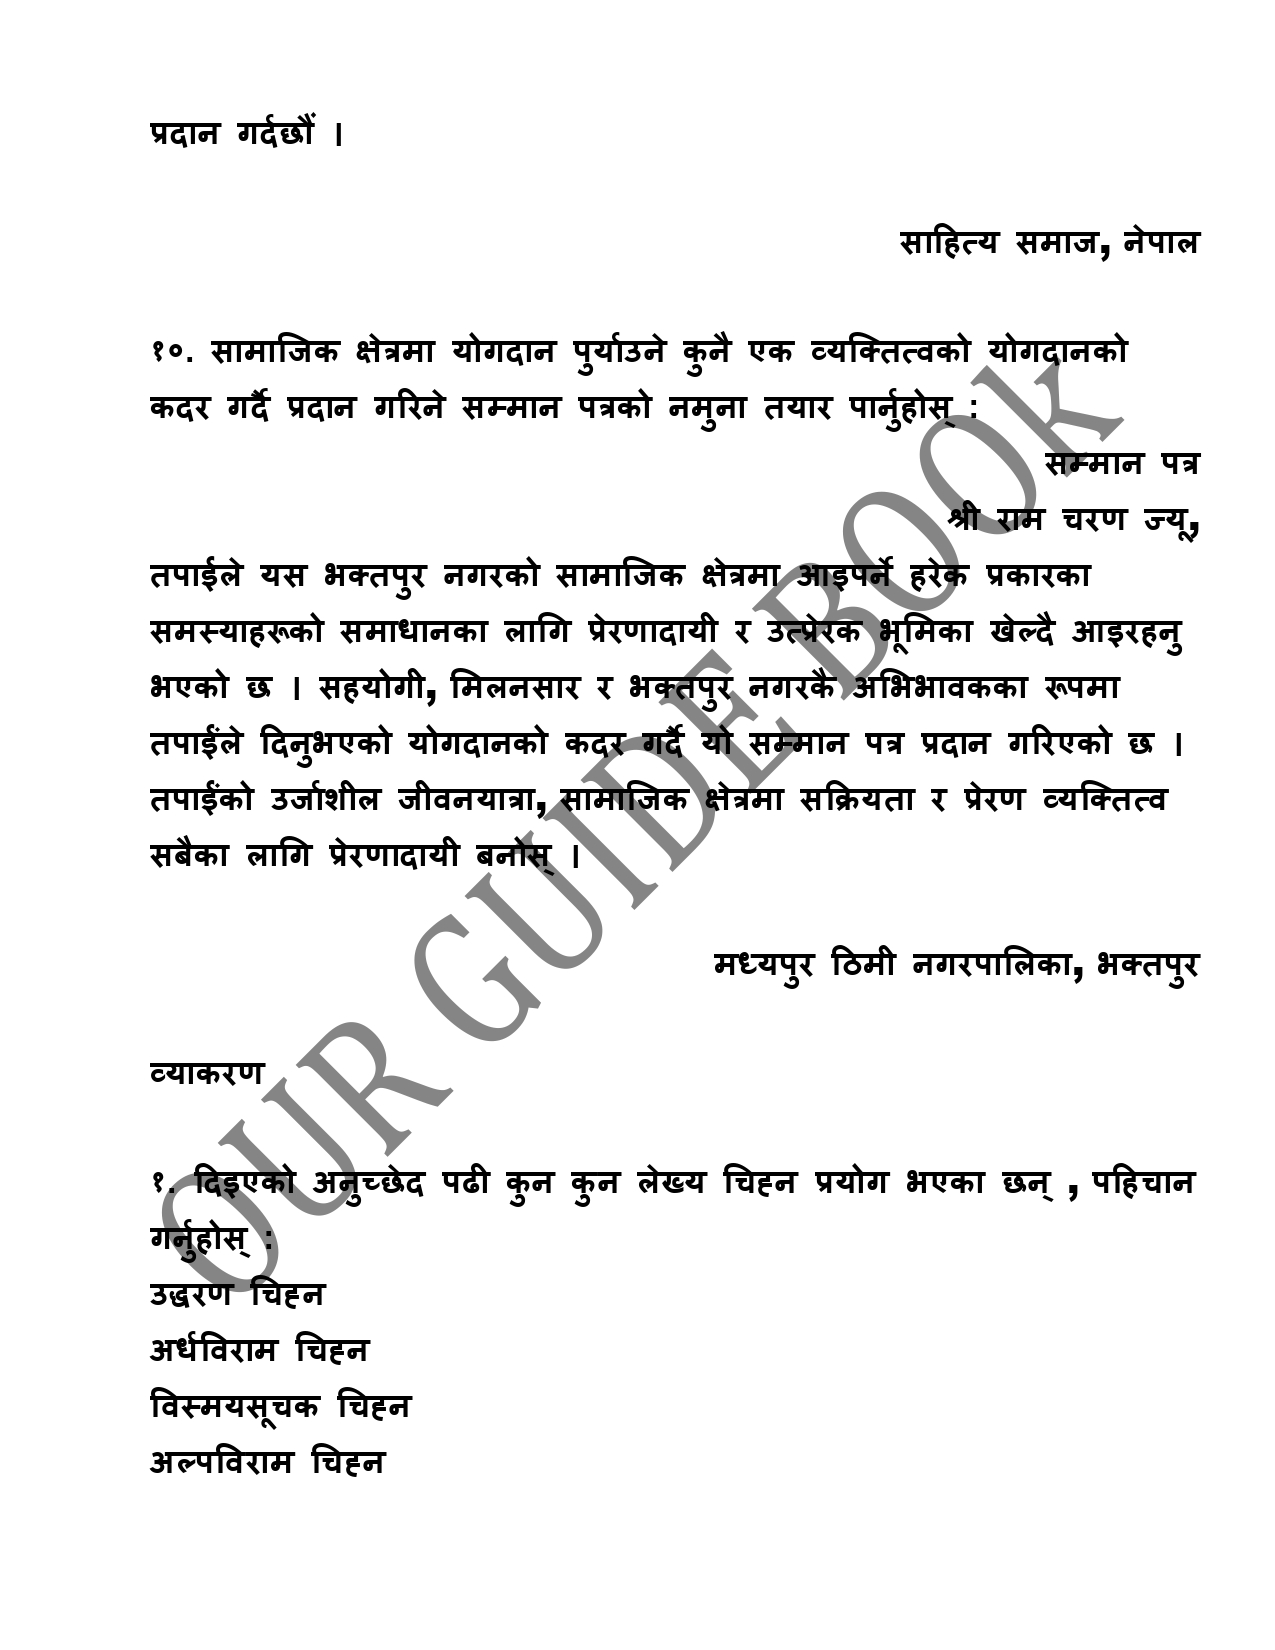 प्रदान गर्दछौं ।
साहित्य समाज, नेपाल
१०. सामाजिक क्षेत्रमा योगदान पुर्याउने कुनै एक व्यक्तित्वको योगदानको
कदर गर्दै प्रदान गरिने सम्मान पत्रको नमुना तयार पार्नुहोस् :
सम्मान पत्र
श्री राम चरण ज्यू,
तपाईले यस भक्तपुर नगरको सामाजिक क्षेत्रमा आइपर्ने हरेक प्रकारका
समस्याहरूको समाधानका लागि प्रेरणादायी र उत्प्रेरक भूमिका खेल्दै आइरहनु
भएको छ । सहयोगी, मिलनसार र भक्तपुर नगरकै अभिभावकका रूपमा
तपाईंले दिनुभएको योगदानको कदर गर्दै यो सम्मान पत्र प्रदान गरिएको छ ।
तपाईंको उर्जाशील जीवनयात्रा, सामाजिक क्षेत्रमा सक्रियता र प्रेरण व्यक्तित्व
सबैका लागि प्रेरणादायी बनोस् ।
मध्यपुर ठिमी नगरपालिका, भक्तपुर
व्याकरण
१. दिइएको अनुच्छेद पढी कुन कुन लेख्य चिह्न प्रयोग भएका छन् , पहिचान
गर्नुहोस् :
उद्धरण चिह्न
अर्धविराम चिह्न
विस्मयसूचक चिह्न
अल्पविराम चिह्न
OUR GUIDE BOOK